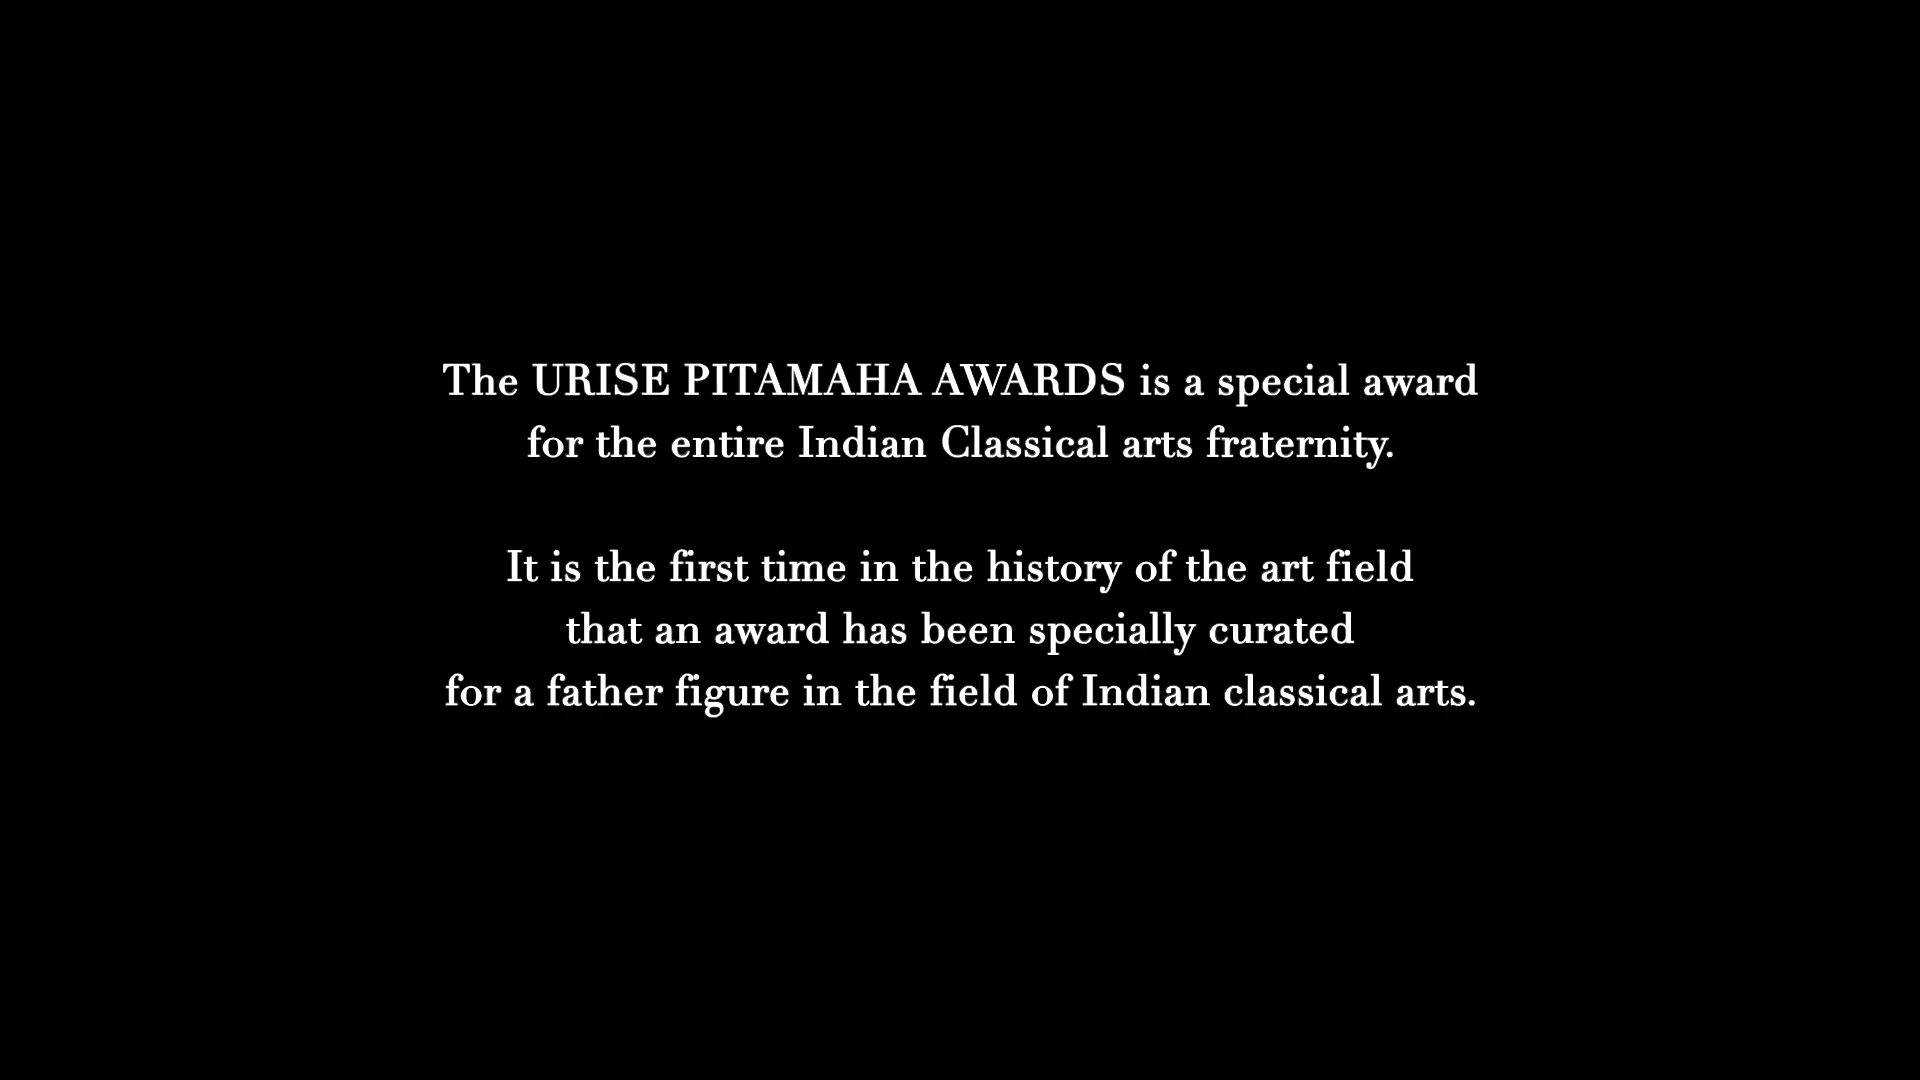 The URISE PITAMAHA AWARDS is a special award
for the entire Indian Classical arts fraternity.
It is the first time in the history of the art field
that an award has been specially curated
for a father figure in the field of Indian classical arts.